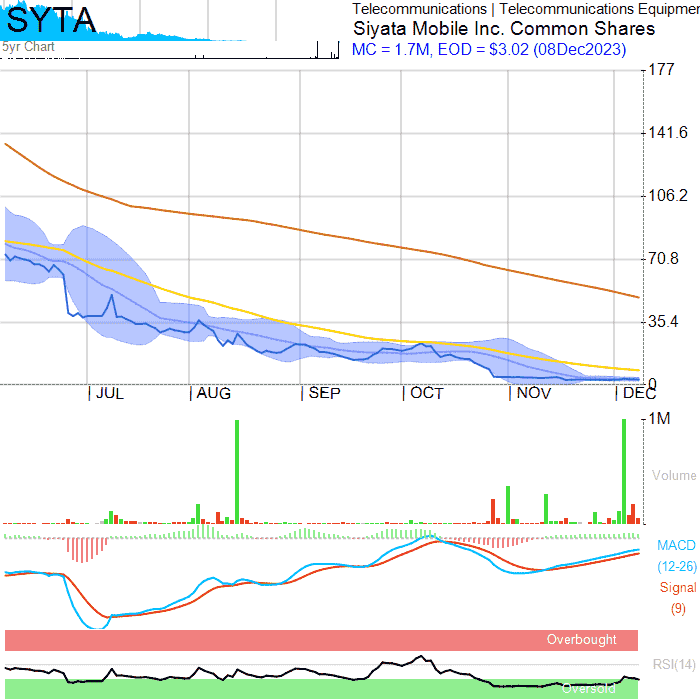 SYTA
5yr Chart
Telecommunications | Telecommunications Equipmen
Siyata Mobile Inc. Common Shares
MC = 1.7M, EOD = $3.02 (08Dec2023)
177
141.6
106.2
70.8
35.4
0
JUL AUG SEP OCT NOV DEC
1M
Volume
MACD
(12-26)
Signal
(9)
Overbought
RSI(14)
Oversold